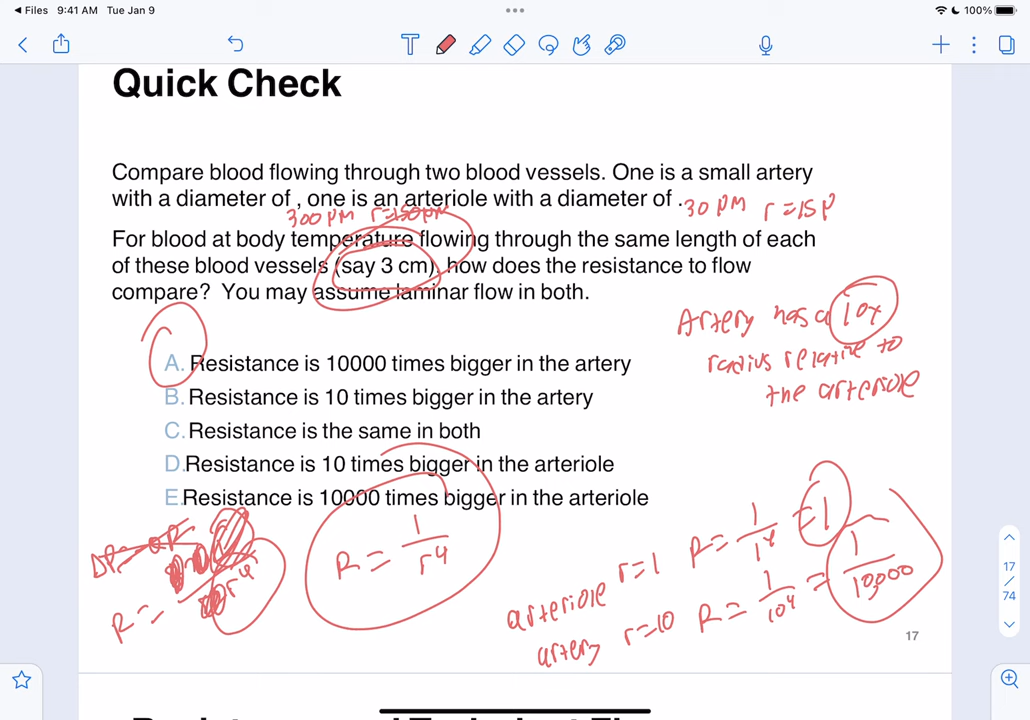 Files 9:41 AM Tue Jan 9 100%
Quick Check
Compare blood flowing through two blood vessels. One is a small artery
with a diameter of , one is an arteriole with a diameter of .
300 μm r=150 μm
30 μm r=15 μ
For blood at body temperature flowing through the same length of each
of these blood vessels (say 3 cm), how does the resistance to flow
compare? You may assume laminar flow in both.
Artery has a 10x
radius relative to
the arteriole
A. Resistance is 10000 times bigger in the artery
B. Resistance is 10 times bigger in the artery
C. Resistance is the same in both
D. Resistance is 10 times bigger in the arteriole
E. Resistance is 10000 times bigger in the arteriole
R = r⁴
R = 1/r⁴
arteriole r=1 R = 1/1⁴ = 1
artery r=10 R = 1/10⁴ = 1/10,000
17
/
74
17